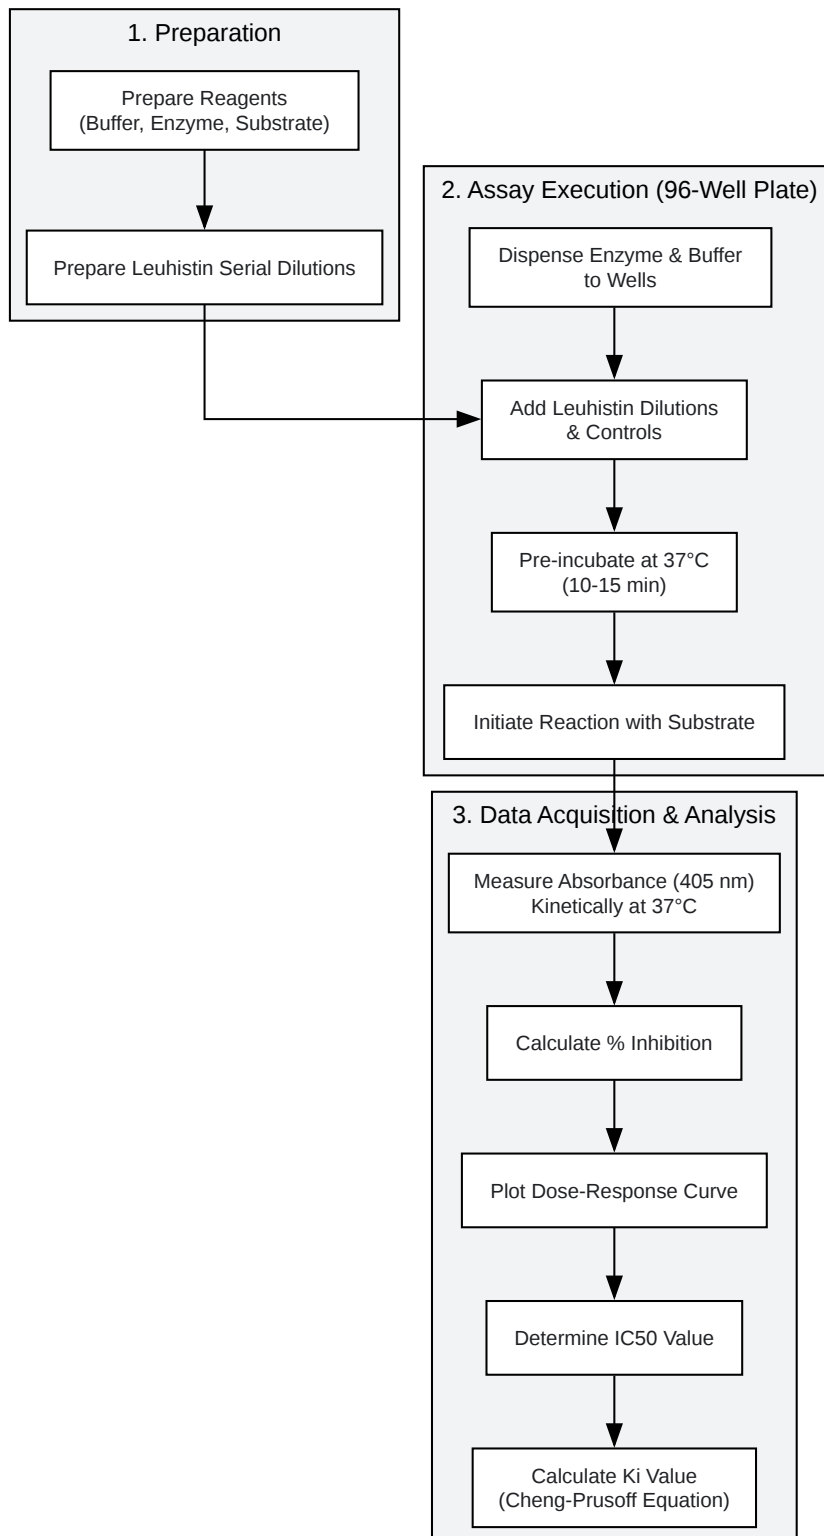 1. Preparation
Prepare Reagents
(Buffer, Enzyme, Substrate)
Prepare Leuhistin Serial Dilutions
2. Assay Execution (96-Well Plate)
Dispense Enzyme & Buffer
to Wells
Add Leuhistin Dilutions
& Controls
Pre-incubate at 37°C
(10-15 min)
Initiate Reaction with Substrate
3. Data Acquisition & Analysis
Measure Absorbance (405 nm)
Kinetically at 37°C
Calculate % Inhibition
Plot Dose-Response Curve
Determine IC50 Value
Calculate Ki Value
(Cheng-Prusoff Equation)